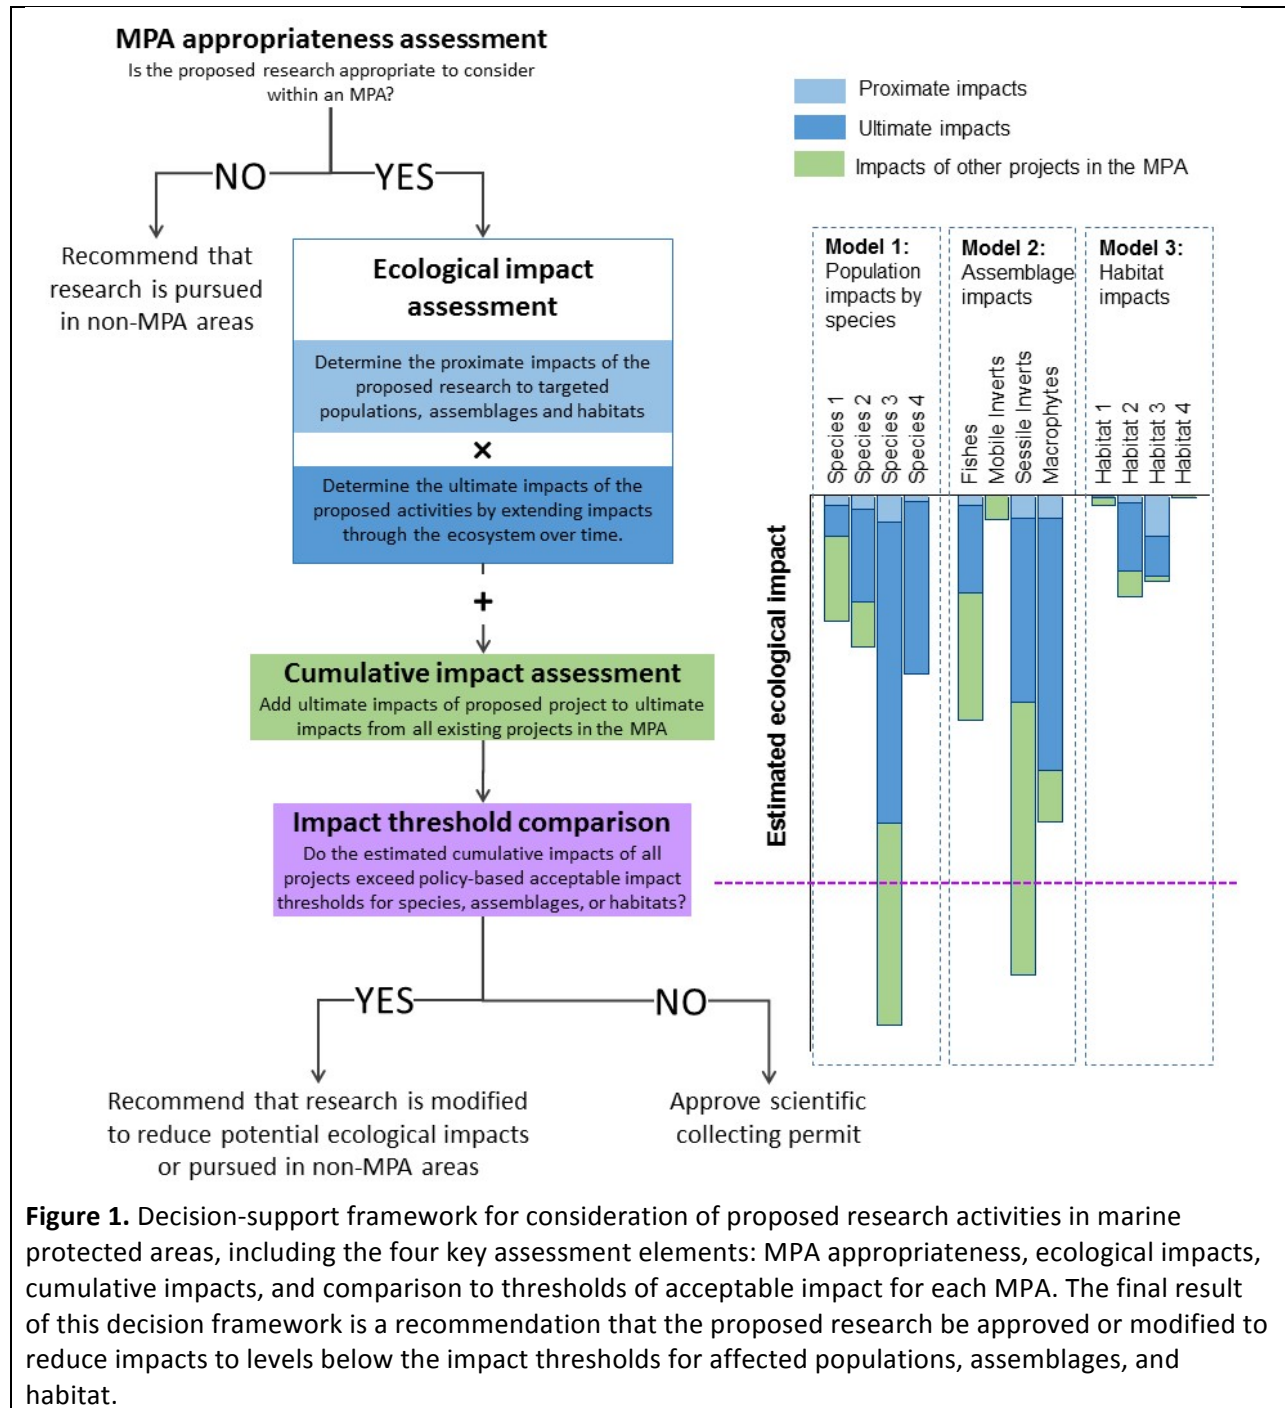 MPA appropriateness assessment
Is the proposed research appropriate to consider
within an MPA?
NO
YES
Recommend that
research is pursued
in non-MPA areas
Ecological impact
assessment
Determine the proximate impacts of the
proposed research to targeted
populations, assemblages and habitats
×
Determine the ultimate impacts of the
proposed activities by extending impacts
through the ecosystem over time.
+
Cumulative impact assessment
Add ultimate impacts of proposed project to ultimate
impacts from all existing projects in the MPA
Impact threshold comparison
Do the estimated cumulative impacts of all
projects exceed policy-based acceptable impact
thresholds for species, assemblages, or habitats?
YES
NO
Recommend that research is modified
to reduce potential ecological impacts
or pursued in non-MPA areas
Approve scientific
collecting permit
Proximate impacts
Ultimate impacts
Impacts of other projects in the MPA
Model 1:
Population
impacts by
species
Model 2:
Assemblage
impacts
Model 3:
Habitat
impacts
Species 1
Species 2
Species 3
Species 4
Fishes
Mobile Inverts
Sessile Inverts
Macrophytes
Habitat 1
Habitat 2
Habitat 3
Habitat 4
Estimated ecological impact
Figure 1. Decision-support framework for consideration of proposed research activities in marine
protected areas, including the four key assessment elements: MPA appropriateness, ecological impacts,
cumulative impacts, and comparison to thresholds of acceptable impact for each MPA. The final result
of this decision framework is a recommendation that the proposed research be approved or modified to
reduce impacts to levels below the impact thresholds for affected populations, assemblages, and
habitat.